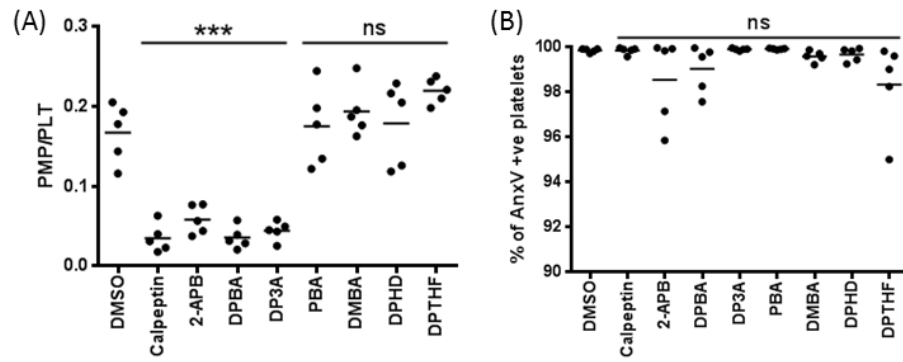 (A)
***
ns
PMP/PLT
0.3
0.2
0.1
0.0
DMSO
Calpeptin
2-APB
DPBA
DP3A
PBA
DMBA
DPHD
DPTHF
(B)
ns
% of AnxV +ve platelets
100
98
96
94
92
90
DMSO
Calpeptin
2-APB
DPBA
DP3A
PBA
DMBA
DPHD
DPTHF